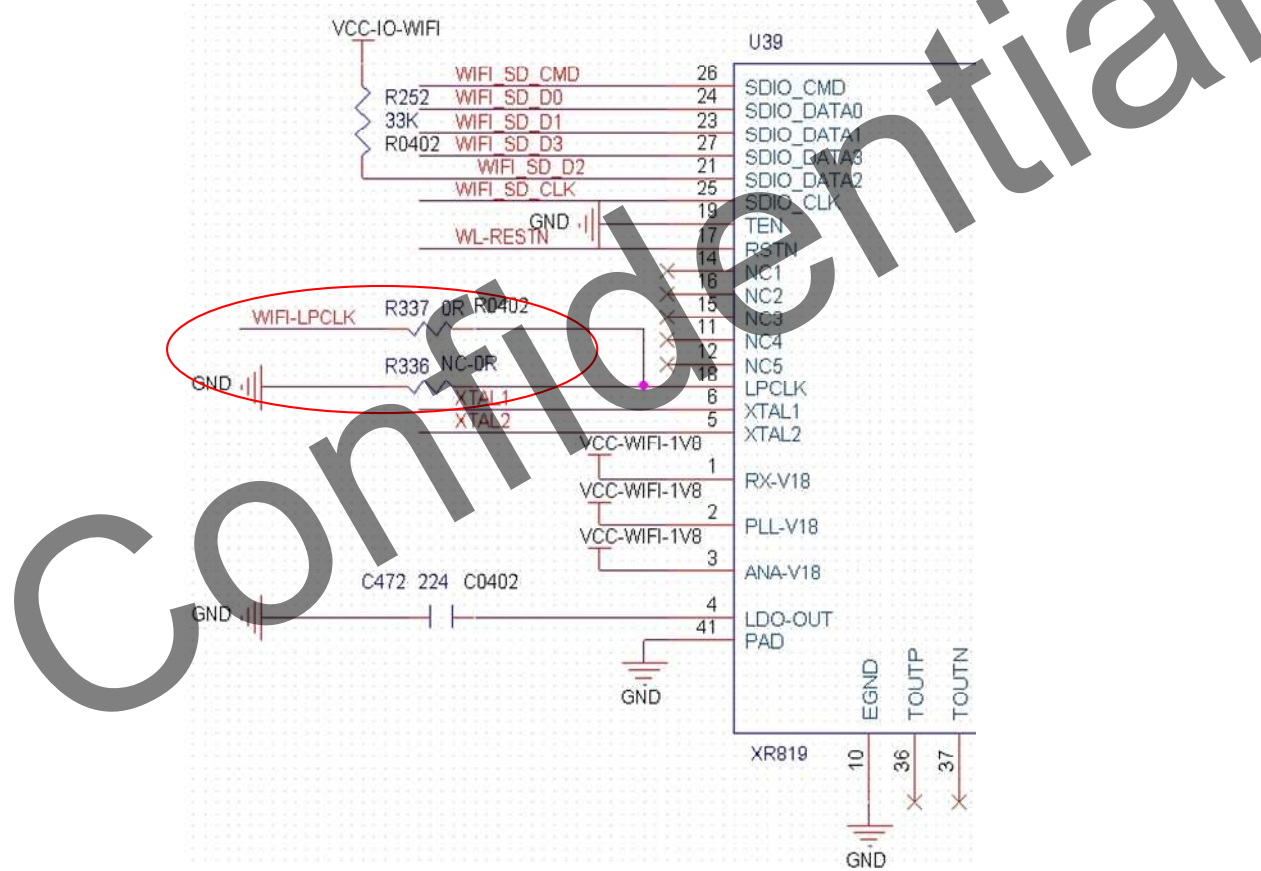 Confidential
VCC-IO-WIFI
U39
WIFI_SD_CMD 26 SDIO_CMD
R252 WIFI_SD_D0 24 SDIO_DATA0
33K WIFI_SD_D1 23 SDIO_DATA1
R0402 WIFI_SD_D3 27 SDIO_DATA3
WIFI_SD_D2 21 SDIO_DATA2
WIFI_SD_CLK 25 SDIO_CLK
GND 19 TEN
WL-RESTN 17 RSTN
14 NC1
16 NC2
15 NC3
11 NC4
12 NC5
WIFI-LPCLK R337 0R R0402
GND R336 NC-0R 18 LPCLK
XTAL1 6 XTAL1
XTAL2 5 XTAL2
VCC-WIFI-1V8 1 RX-V18
VCC-WIFI-1V8 2 PLL-V18
VCC-WIFI-1V8 3 ANA-V18
C472 224 C0402
GND 4 LDO-OUT
41 PAD
GND
EGND TOUTP TOUTN
XR819
10 36 37
GND